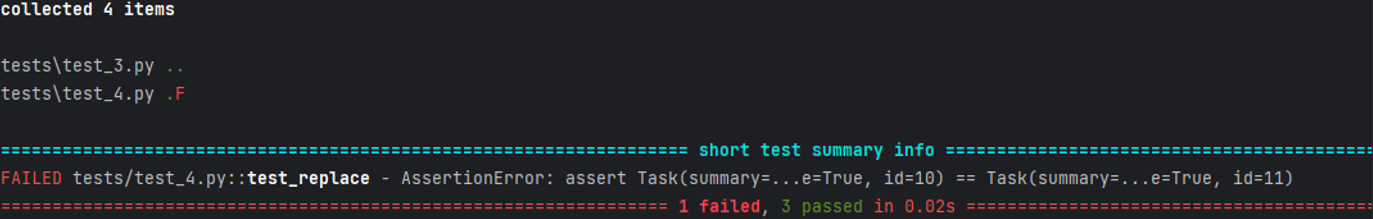 collected 4 items
tests\test_3.py ..
tests\test_4.py .F
=================================================================== short test summary info ==========================================
FAILED tests/test_4.py::test_replace - AssertionError: assert Task(summary=...e=True, id=10) == Task(summary=...e=True, id=11)
================================================================= 1 failed, 3 passed in 0.02s ========================================